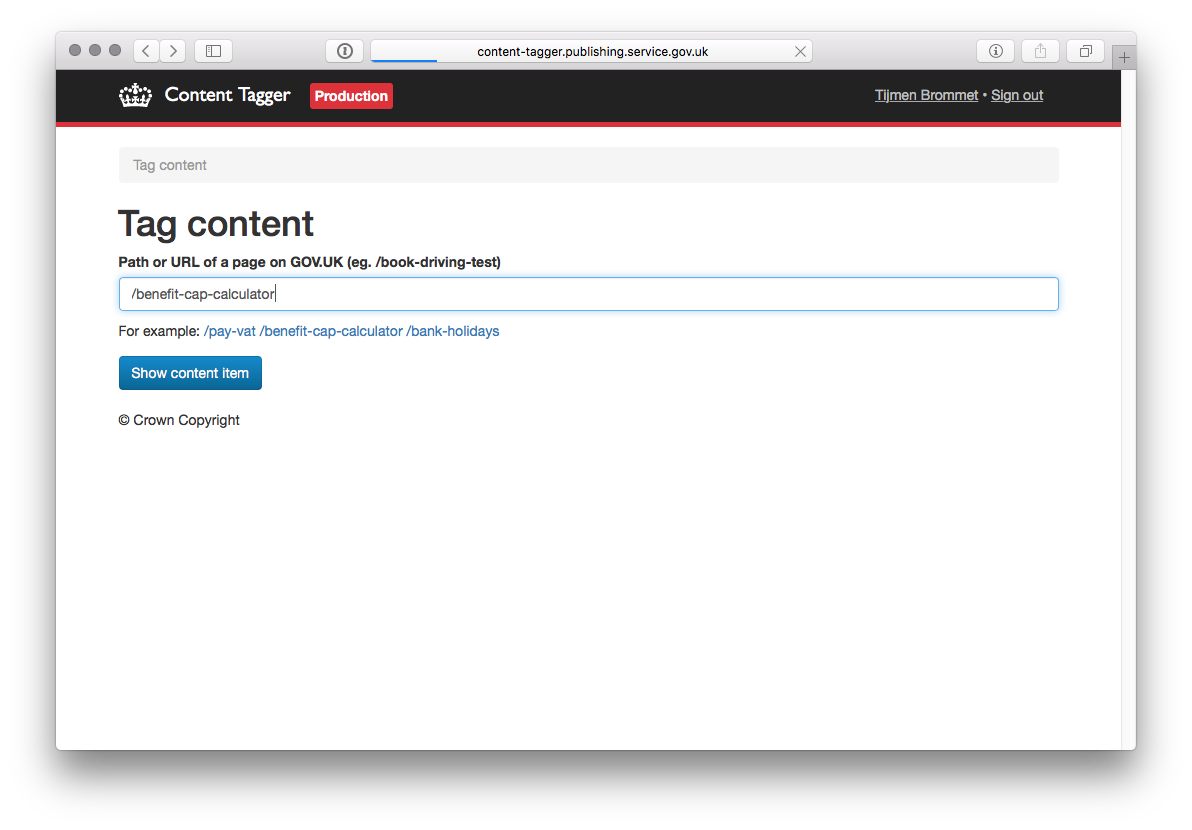 content-tagger.publishing.service.gov.uk
Content Tagger Production Tijmen Brommet • Sign out
Tag content
Tag content
Path or URL of a page on GOV.UK (eg. /book-driving-test)
/benefit-cap-calculator
For example: /pay-vat /benefit-cap-calculator /bank-holidays
Show content item
© Crown Copyright